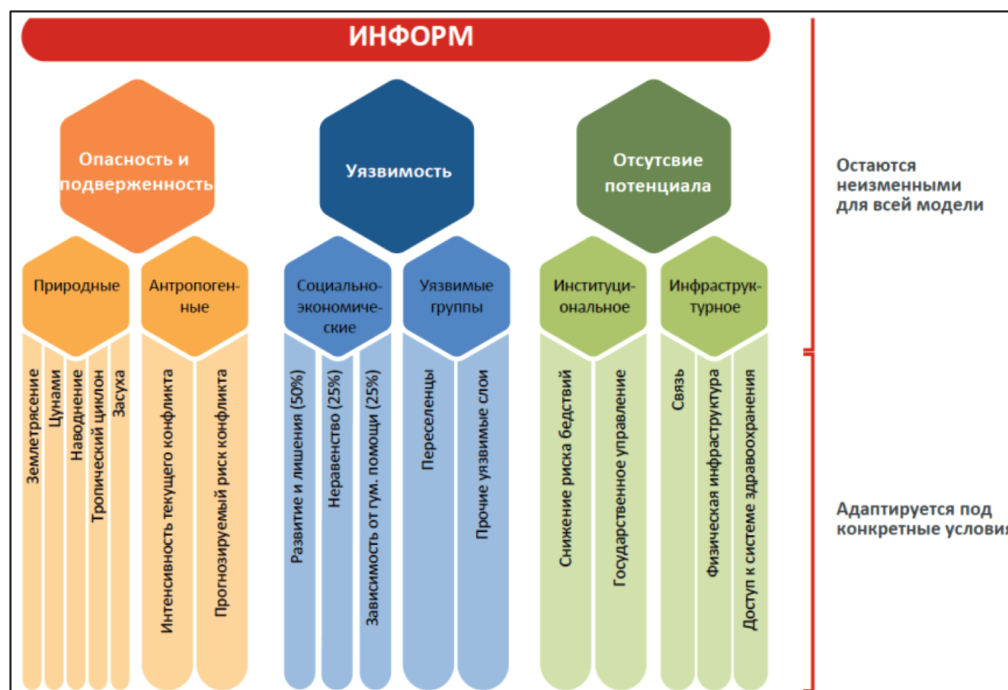 ИНФОРМ
Опасность и
подверженность
Уязвимость
Отсутсвие
потенциала
Остаются
неизменными
для всей модели
Природные
Антропоген-
ные
Социально-
экономиче-
ские
Уязвимые
группы
Институци-
ональное
Инфраструк-
турное
Землетрясение
Цунами
Наводнение
Тропический циклон
Засуха
Интенсивность текущего конфликта
Прогнозируемый риск конфликта
Развитие и лишения (50%)
Неравенство (25%)
Зависимость от гум. помощи (25%)
Переселенцы
Прочие уязвимые слои
Снижение риска бедствий
Государственное управление
Связь
Физическая инфраструктура
Доступ к системе здравоохранения
Адаптируется под
конкретные условия